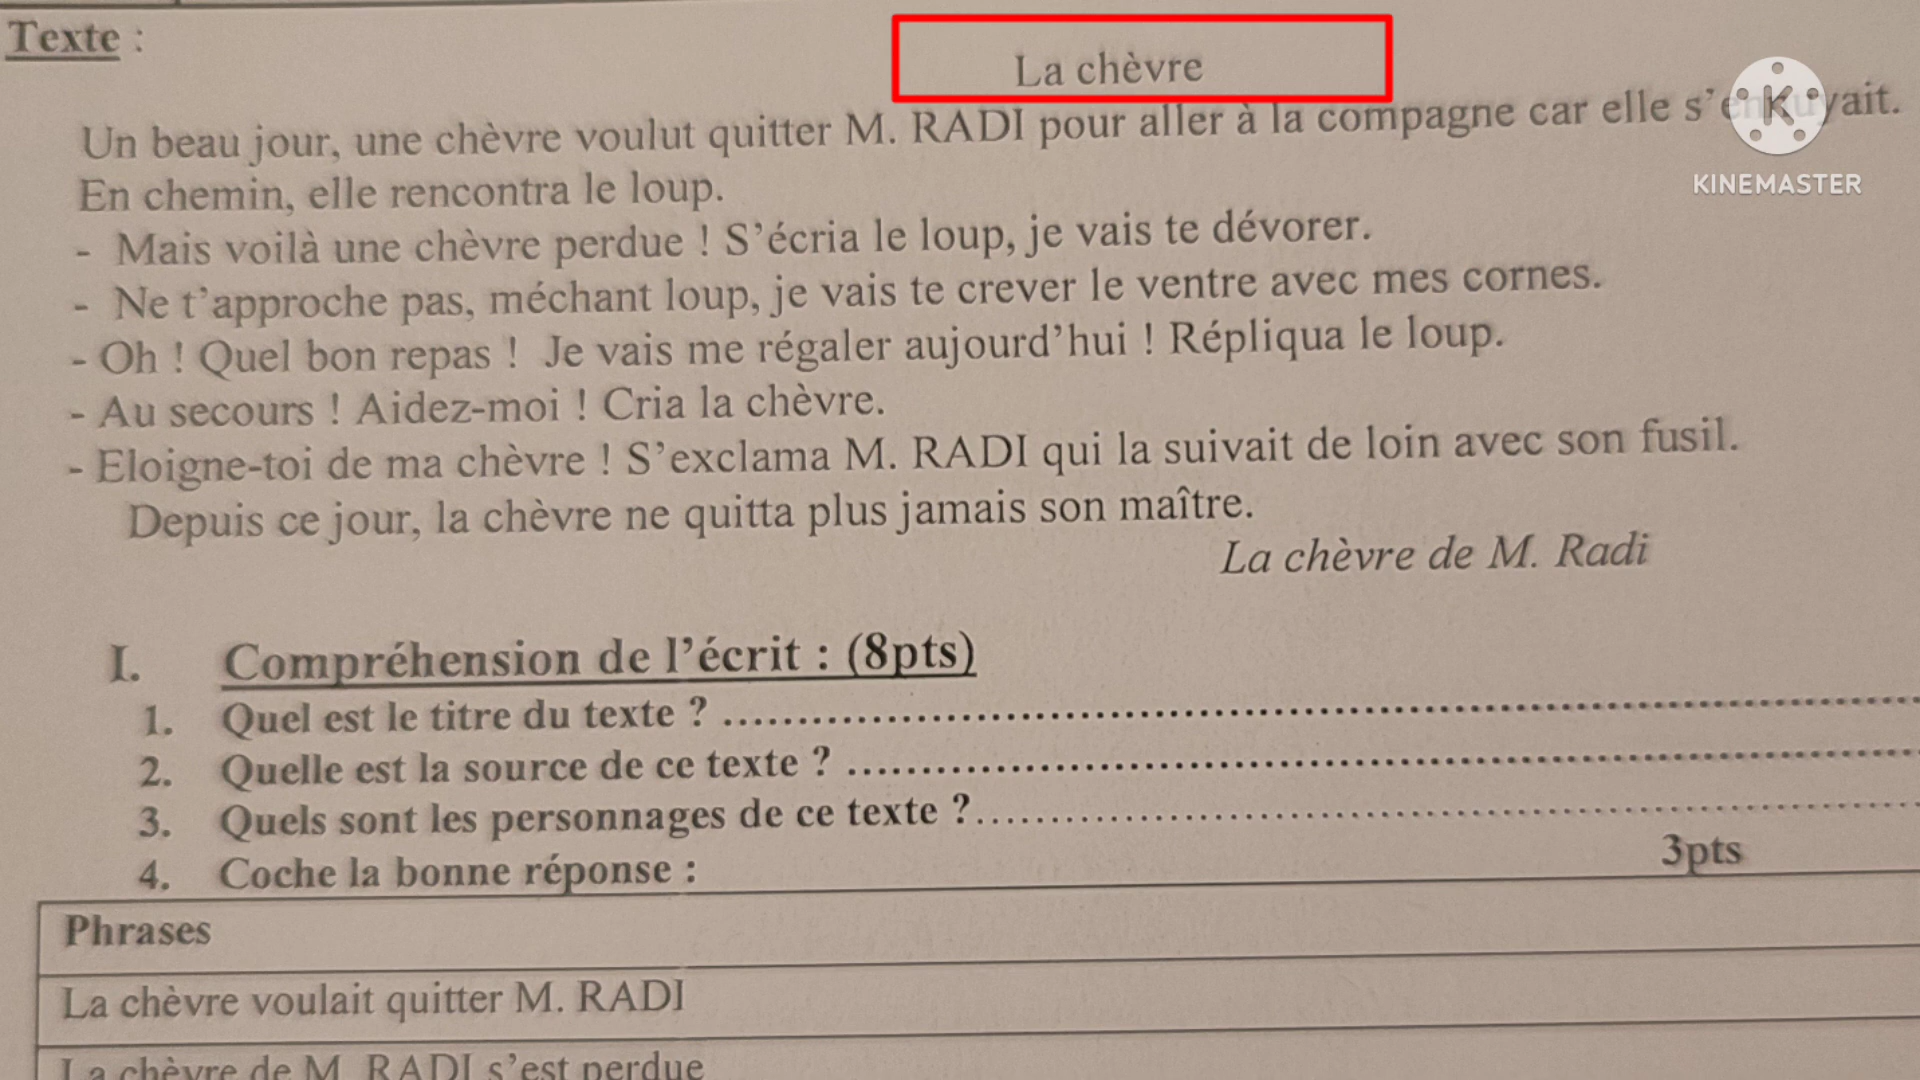 Texte :
La chèvre
Un beau jour, une chèvre voulut quitter M. RADI pour aller à la compagne car elle
En chemin, elle rencontra le loup.
- Mais voilà une chèvre perdue ! S’écria le loup, je vais te dévorer.
- Ne t’approche pas, méchant loup, je vais te crever le ventre avec mes cornes.
- Oh ! Quel bon repas ! Je vais me régaler aujourd’hui ! Répliqua le loup.
- Au secours ! Aidez-moi ! Cria la chèvre.
- Eloigne-toi de ma chèvre ! S’exclama M. RADI qui la suivait de loin avec son fusil.
Depuis ce jour, la chèvre ne quitta plus jamais son maître.
La chèvre de M. Radi
I. Compréhension de l’écrit : (8pts)
1. Quel est le titre du texte ? ........................................
2. Quelle est la source de ce texte ? ........................................
3. Quels sont les personnages de ce texte ?........................................
4. Coche la bonne réponse : 3pts
Phrases
La chèvre voulait quitter M. RADI
La chèvre de M. RADI s’est perdue
K
KINEMASTER